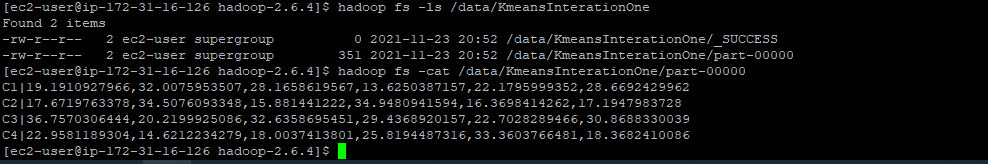 [ec2-user@ip-172-31-16-126 hadoop-2.6.4]$ hadoop fs -ls /data/KmeansInterationOne
Found 2 items
-rw-r--r--   2 ec2-user supergroup          0 2021-11-23 20:52 /data/KmeansInterationOne/_SUCCESS
-rw-r--r--   2 ec2-user supergroup        351 2021-11-23 20:52 /data/KmeansInterationOne/part-00000
[ec2-user@ip-172-31-16-126 hadoop-2.6.4]$ hadoop fs -cat /data/KmeansInterationOne/part-00000
C1|19.1910927966,32.0075953507,28.1658619567,13.6250387157,22.1795999352,28.6692429962
C2|17.6719763378,34.5076093348,15.881441222,34.9480941594,16.3698414262,17.1947983728
C3|36.7570306444,20.2199925086,32.6358695451,29.4368920157,22.7028289466,30.8688330039
C4|22.9581189304,14.6212234279,18.0037413801,25.8194487316,33.3603766481,18.3682410086
[ec2-user@ip-172-31-16-126 hadoop-2.6.4]$